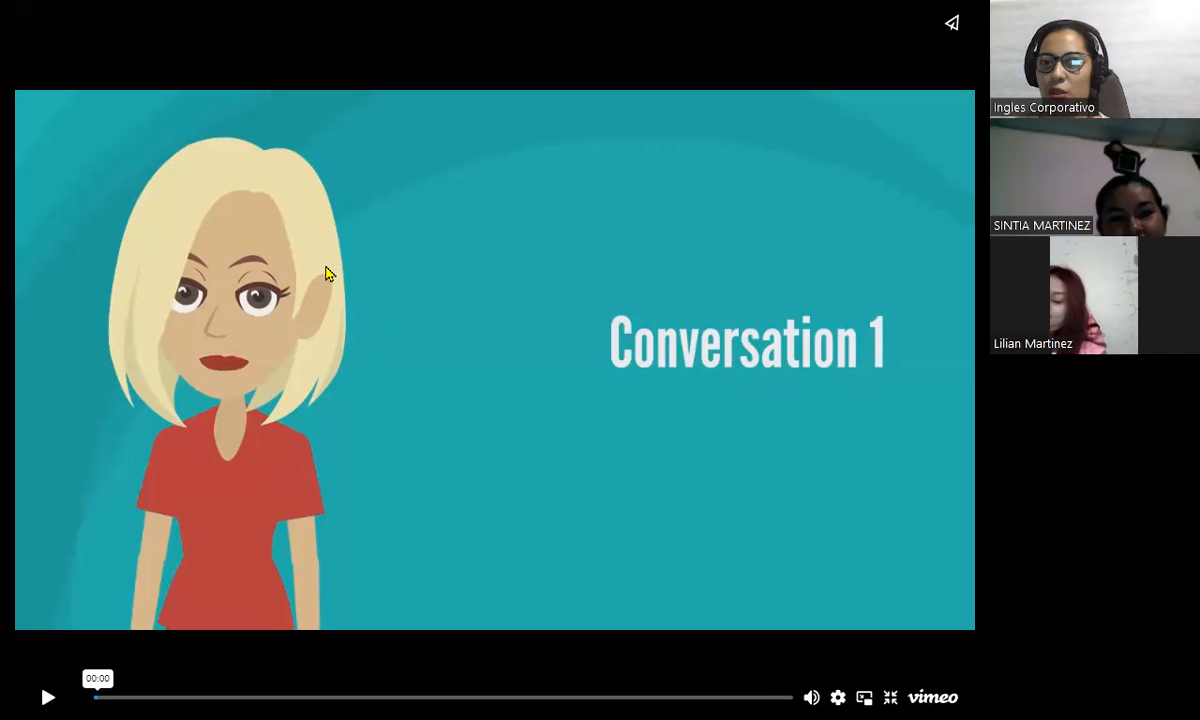 Conversation 1
00:00
vimeo
Ingles Corporativo
SINTIA MARTINEZ
Lilian Martinez